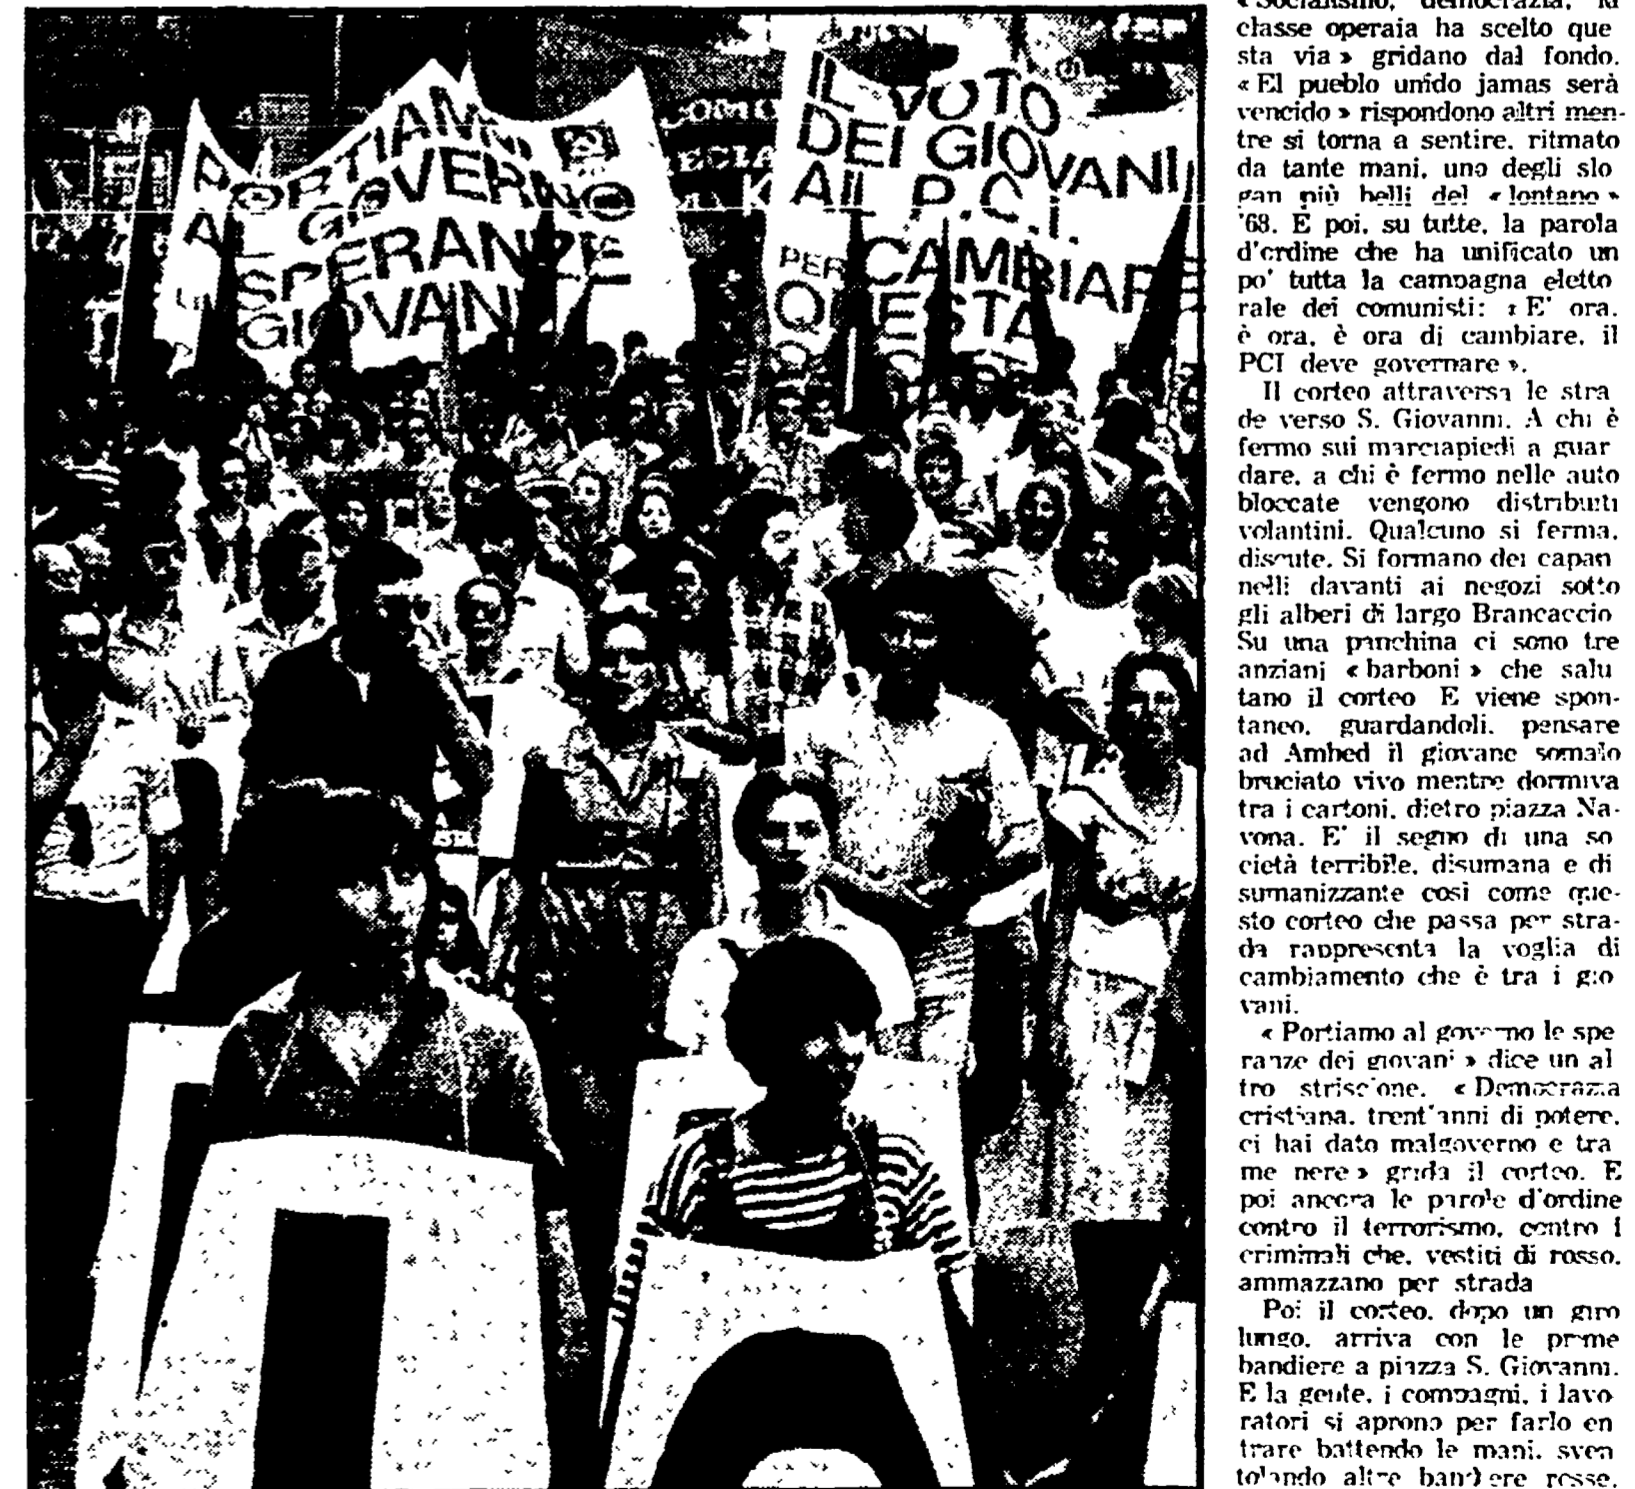 PORTIAMO
AL GOVERNO
SPERANZE
GIOVANI
IL VOTO
DEI GIOVANI
AL P.C.I.
PER CAMBIARE
QUESTA
« Socialismo, democrazia, la
classe operaia ha scelto que
sta via » gridano dal fondo.
« El pueblo unido jamas serà
vencido » rispondono altri men-
tre si torna a sentire, ritmato
da tante mani, uno degli slo
gan più belli del « lontano »
'68. E poi, su tutte, la parola
d'ordine che ha unificato un
po' tutta la campagna eletto
rale dei comunisti: « E' ora,
è ora, è ora di cambiare, il
PCI deve governare ».
Il corteo attraversa le stra
de verso S. Giovanni. A chi è
fermo sui marciapiedi a guar
dare, a chi è fermo nelle auto
bloccate vengono distribuiti
volantini. Qualcuno si ferma,
discute. Si formano dei capan
nelli davanti ai negozi sotto
gli alberi di largo Brancaccio
Su una panchina ci sono tre
anziani « barboni » che salu
tano il corteo E viene spon-
taneo, guardandoli, pensare
ad Ambed il giovane somalo
bruciato vivo mentre dormiva
tra i cartoni, dietro piazza Na-
vona. E' il segno di una so
cietà terribile, disumana e di
sumanizzante così come que-
sto corteo che passa per stra-
da rappresenta la voglia di
cambiamento che è tra i gio
vani.
« Portiamo al governo le spe
ranze dei giovani » dice un al
tro striscione. « Democrazia
cristiana, trent'anni di potere,
ci hai dato malgoverno e tra
me nere » grida il corteo. E
poi ancora le parole d'ordine
contro il terrorismo, contro i
criminali che, vestiti di rosso,
ammazzano per strada
Poi il corteo, dopo un giro
lungo, arriva con le prime
bandiere a piazza S. Giovanni.
E la gente, i compagni, i lavo
ratori si aprono per farlo en
trare battendo le mani, sven
tolando altre bandiere rosse.